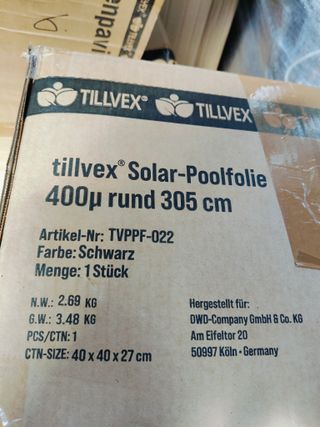 enpavi
TILLVEX® TILLVEX
tillvex® Solar-Poolfolie
400µ rund 305 cm
Artikel-Nr: TVPPF-022
Farbe: Schwarz
Menge: 1 Stück
N.W.: 2.69 KG
G.W.: 3.48 KG
PCS/CTN: 1
CTN-SIZE: 40 x 40 x 27 cm
Hergestellt für:
DWD-Company GmbH & Co. KG
Am Eifeltor 20
50997 Köln • Germany